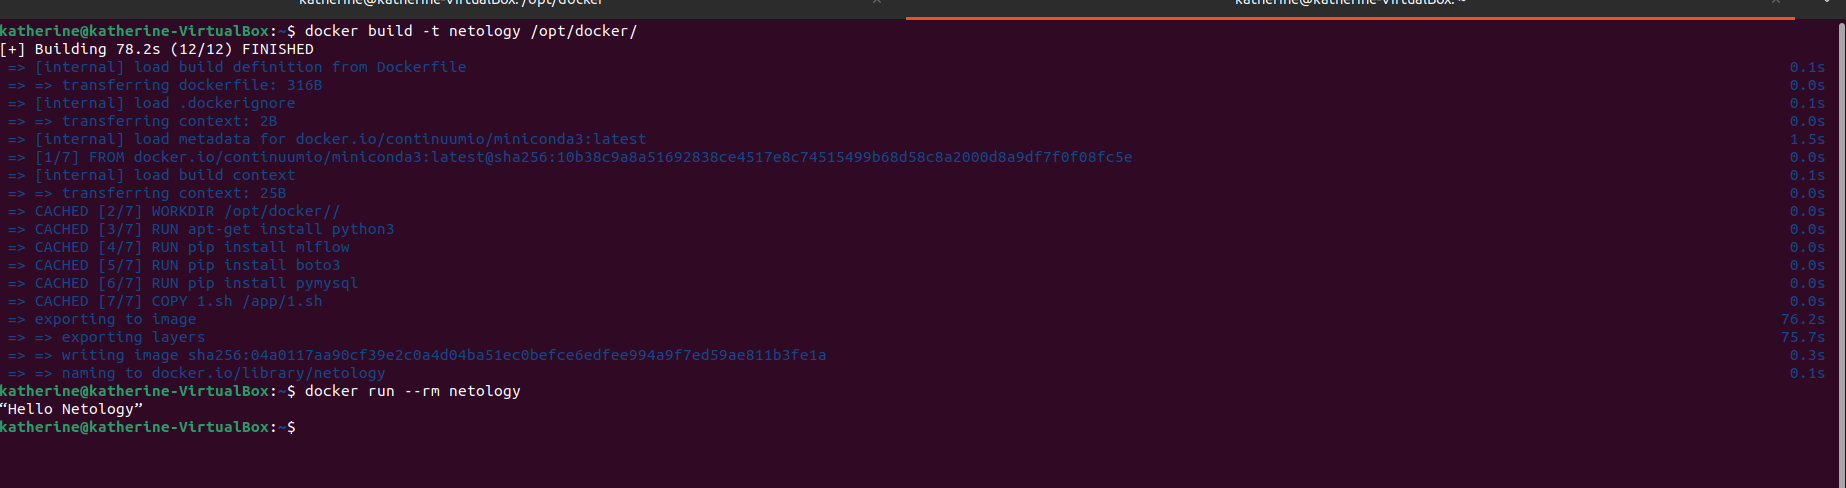 katherine@katherine-VirtualBox: /opt/docker
katherine@katherine-VirtualBox: ~
katherine@katherine-VirtualBox:~$ docker build -t netology /opt/docker/
[+] Building 78.2s (12/12) FINISHED
=> [internal] load build definition from Dockerfile 0.1s
=> => transferring dockerfile: 316B 0.0s
=> [internal] load .dockerignore 0.1s
=> => transferring context: 2B 0.0s
=> [internal] load metadata for docker.io/continuumio/miniconda3:latest 1.5s
=> [1/7] FROM docker.io/continuumio/miniconda3:latest@sha256:10b38c9a8a51692838ce4517e8c74515499b68d58c8a2000d8a9df7f0f08fc5e 0.0s
=> [internal] load build context 0.1s
=> => transferring context: 25B 0.0s
=> CACHED [2/7] WORKDIR /opt/docker// 0.0s
=> CACHED [3/7] RUN apt-get install python3 0.0s
=> CACHED [4/7] RUN pip install mlflow 0.0s
=> CACHED [5/7] RUN pip install boto3 0.0s
=> CACHED [6/7] RUN pip install pymysql 0.0s
=> CACHED [7/7] COPY 1.sh /app/1.sh 0.0s
=> exporting to image 76.2s
=> => exporting layers 75.7s
=> => writing image sha256:04a0117aa90cf39e2c0a4d04ba51ec0befce6edfee994a9f7ed59ae811b3fe1a 0.3s
=> => naming to docker.io/library/netology 0.1s
katherine@katherine-VirtualBox:~$ docker run --rm netology
“Hello Netology”
katherine@katherine-VirtualBox:~$